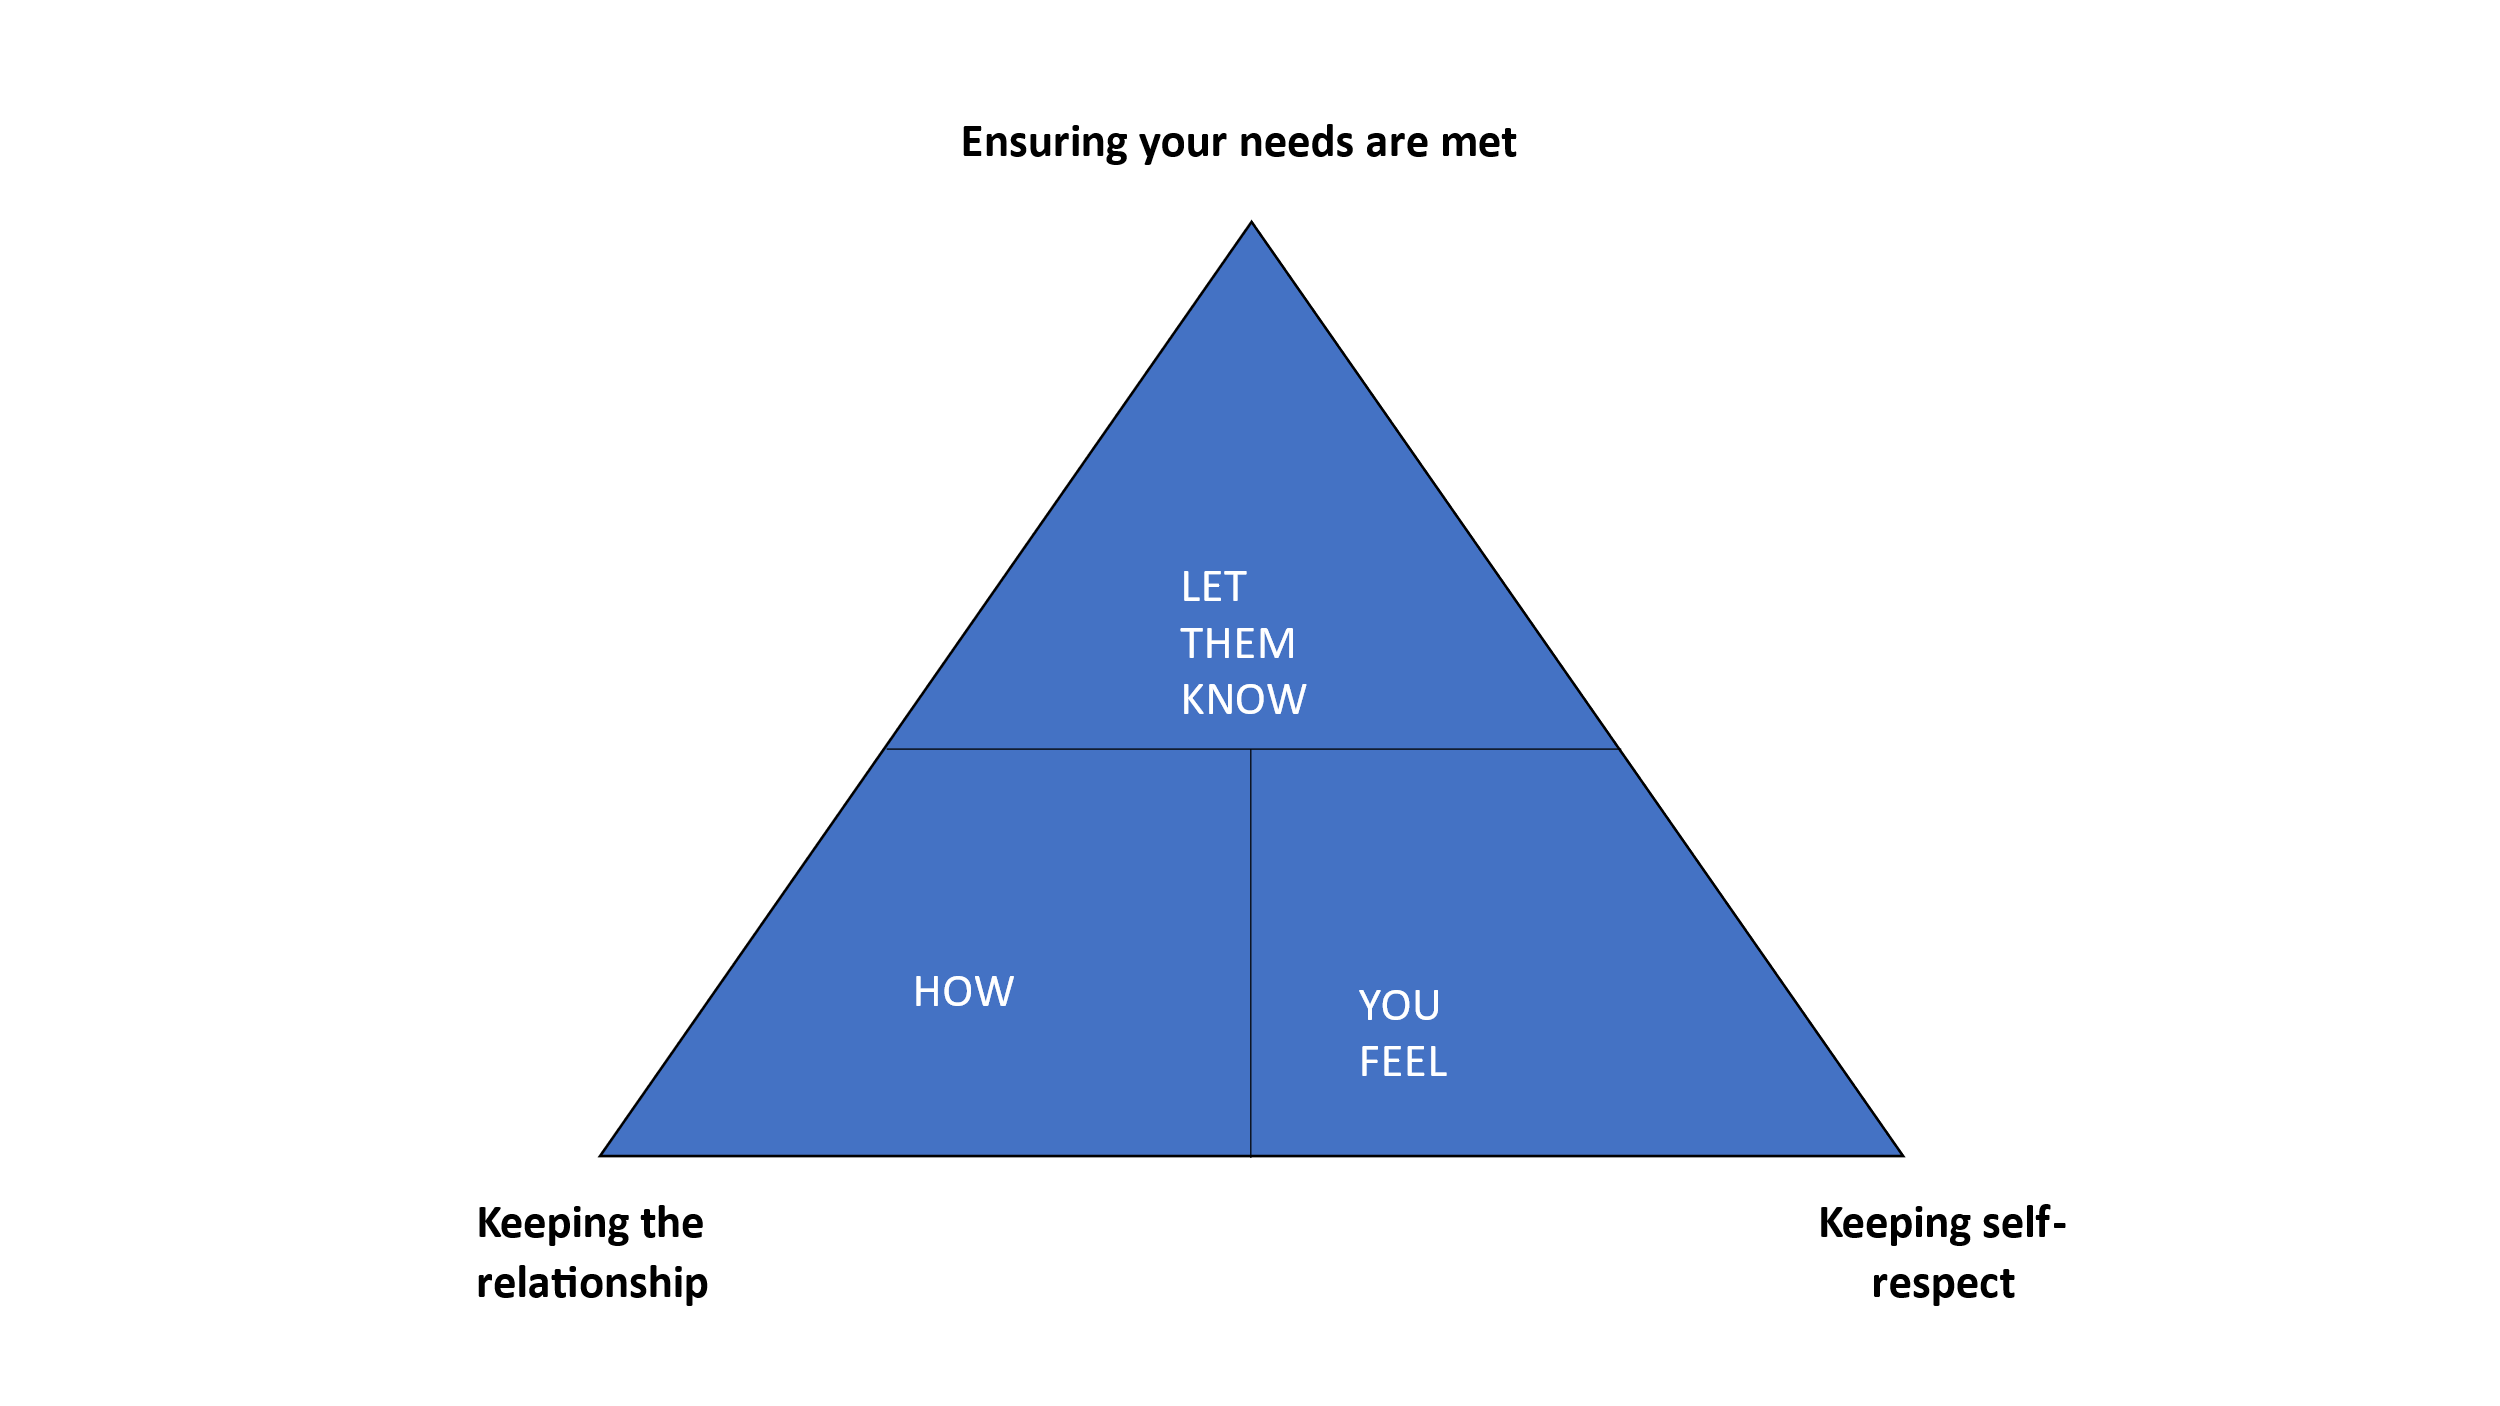 Ensuring your needs are met
LET
THEM
KNOW
HOW
YOU
FEEL
Keeping the
relationship
Keeping self-
respect